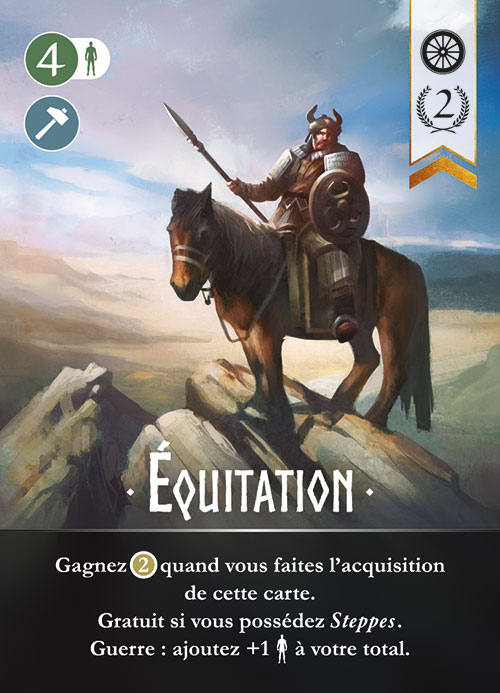 4
2
· ÉQUITATION ·
Gagnez 2 quand vous faites l’acquisition
de cette carte.
Gratuit si vous possédez Steppes.
Guerre : ajoutez +1 à votre total.